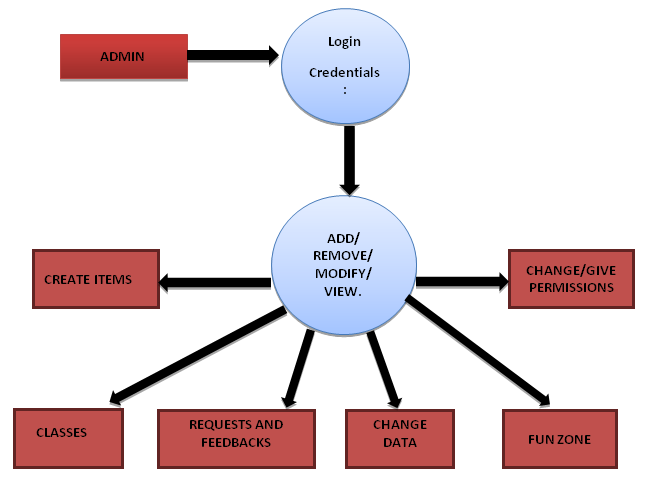 ADMIN
Login
Credentials
:
ADD/
REMOVE/
MODIFY/
VIEW.
CREATE ITEMS
CHANGE/GIVE
PERMISSIONS
CLASSES
REQUESTS AND
FEEDBACKS
CHANGE
DATA
FUN ZONE